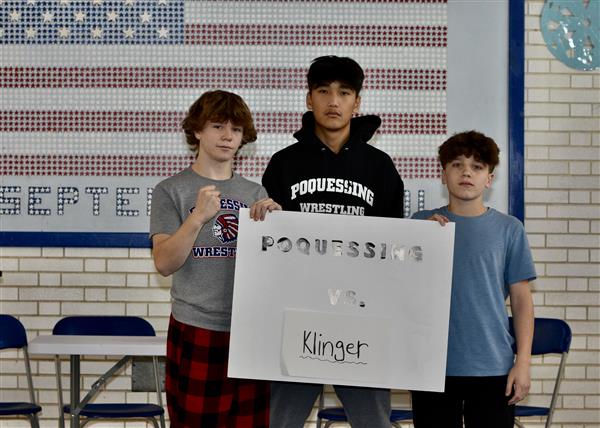 SEPTE
POQUESSING
WRESTLING
POQUESSING
VS.
Klinger